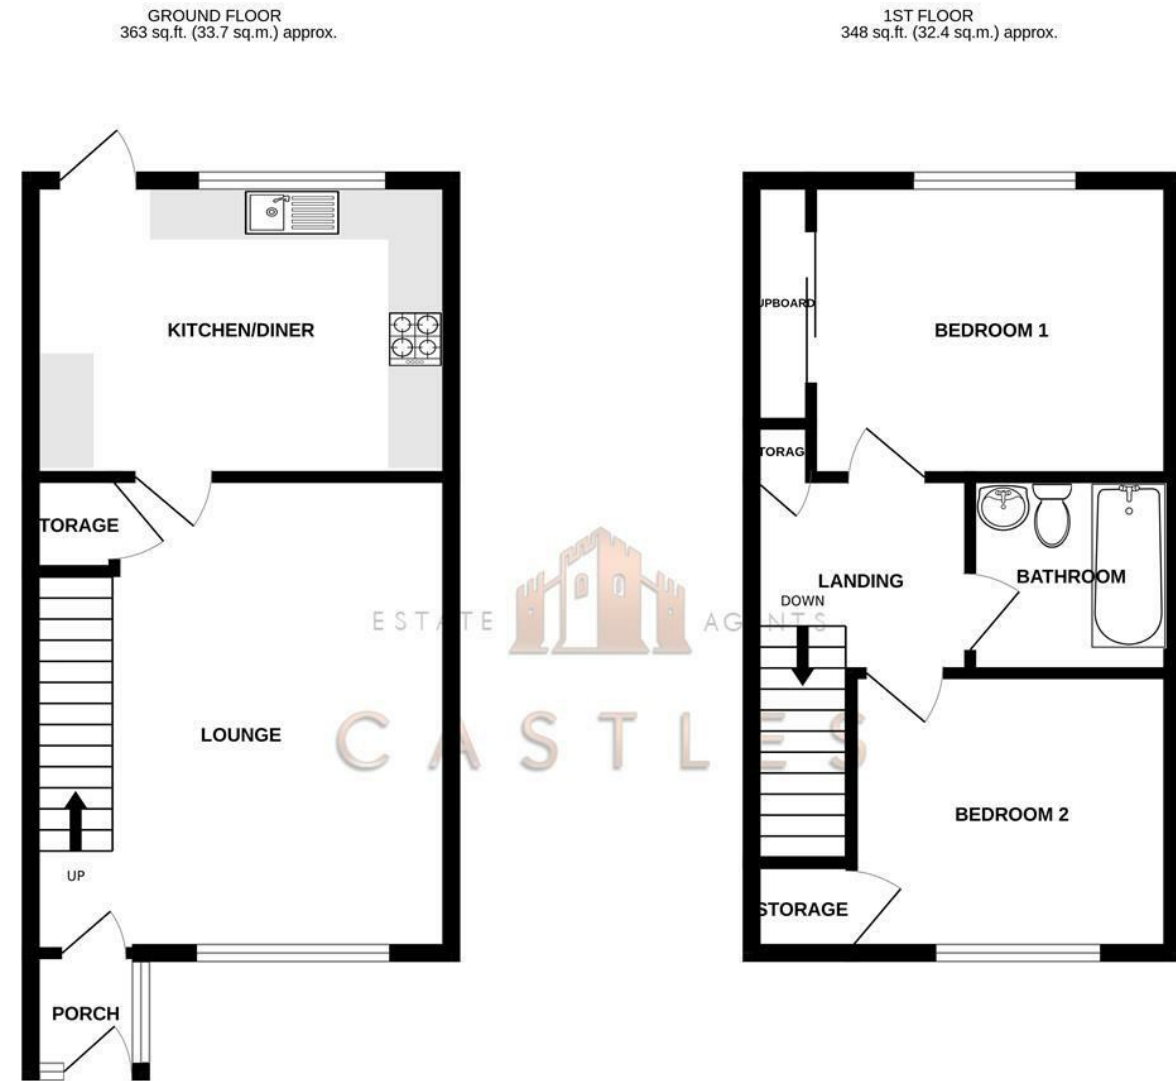 GROUND FLOOR
363 sq.ft. (33.7 sq.m.) approx.
KITCHEN/DINER
TORAGE
LOUNGE
UP
PORCH
1ST FLOOR
348 sq.ft. (32.4 sq.m.) approx.
UPBOARD
BEDROOM 1
TORAG
LANDING
DOWN
BATHROOM
BEDROOM 2
STORAGE
ESTATE AGENTS
CASTLES